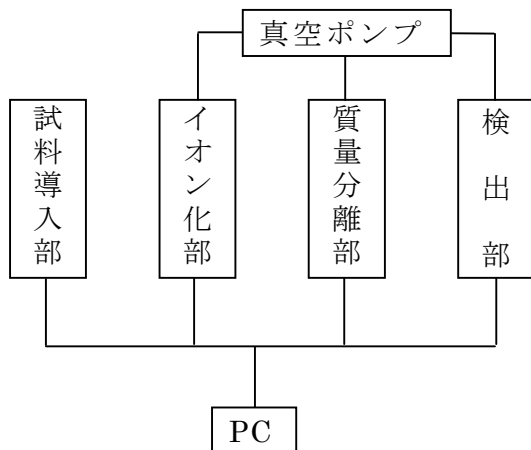 真空ポンプ
試料導入部
イオン化部
質量分離部
検出部
PC